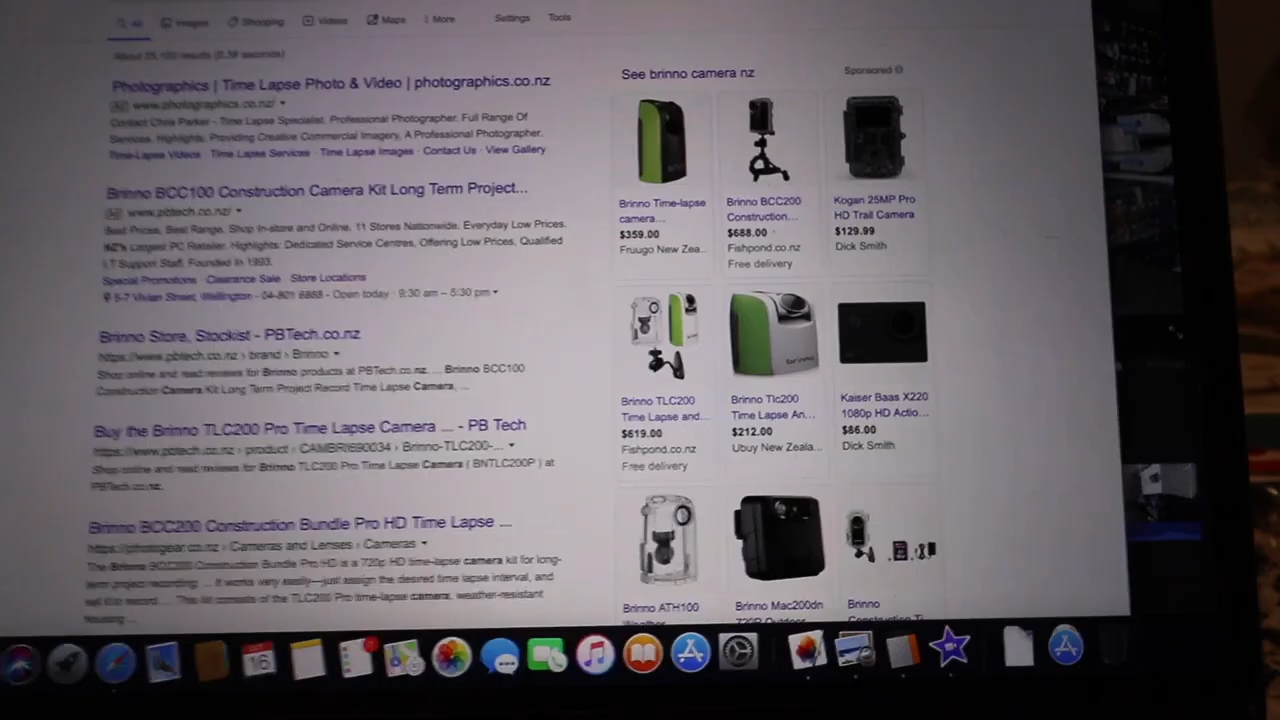 All Images Shopping Videos Maps More Settings Tools
About 25,100 results (0.38 seconds)
Photographics | Time Lapse Photo & Video | photographics.co.nz
Ad www.photographics.co.nz/
Contact Chris Parker - Time Lapse Specialist, Professional Photographer. Full Range Of
Services. Highlights: Providing Creative Commercial Imagery, A Professional Photographer.
Time-Lapse Videos · Time Lapse Services · Time Lapse Images · Contact Us · View Gallery
Brinno BCC100 Construction Camera Kit Long Term Project...
Ad www.pbtech.co.nz/
Best Prices, Best Range, Shop In-store and Online. 11 Stores Nationwide. Everyday Low Prices.
NZ's Largest PC Retailer. Highlights: Dedicated Service Centres, Offering Low Prices, Qualified
I.T Support Staff, Founded In 1993.
Special Promotions · Clearance Sale · Store Locations
5-7 Vivian Street, Wellington - 04-801 6888 - Open today · 9:30 am – 5:30 pm
Brinno Store, Stockist - PBTech.co.nz
https://www.pbtech.co.nz › brand › Brinno
Shop online and read reviews for Brinno products at PBTech.co.nz. ... Brinno BCC100
Construction Camera Kit Long Term Project Record Time Lapse Camera, ...
Buy the Brinno TLC200 Pro Time Lapse Camera ... - PB Tech
https://www.pbtech.co.nz › product › CAMBRI690034 › Brinno-TLC200-...
Shop online and read reviews for Brinno TLC200 Pro Time Lapse Camera ( BNTLC200P ) at
PBTech.co.nz.
Brinno BCC200 Construction Bundle Pro HD Time Lapse ...
https://photogear.co.nz › Cameras and Lenses › Cameras
The Brinno BCC200 Construction Bundle Pro HD is a 720p HD time-lapse camera kit for long-
term project recording. ... It works very easily—just assign the desired time lapse interval, and
set it to record. ... This kit consists of the TLC200 Pro time-lapse camera, weather-resistant
housing ...
See brinno camera nz
Sponsored
Brinno Time-lapse
camera...
$359.00
Fruugo New Zea...
Brinno BCC200
Construction...
$688.00
Fishpond.co.nz
Free delivery
Kogan 25MP Pro
HD Trail Camera
$129.99
Dick Smith
Brinno TLC200
Time Lapse and...
$619.00
Fishpond.co.nz
Free delivery
brinno
Brinno Tlc200
Time Lapse An...
$212.00
Ubuy New Zeala...
Kaiser Baas X220
1080p HD Actio...
$86.00
Dick Smith
Brinno ATH100
Weather
Brinno Mac200dn
720P Outdoor
Brinno
Construction Ti
16